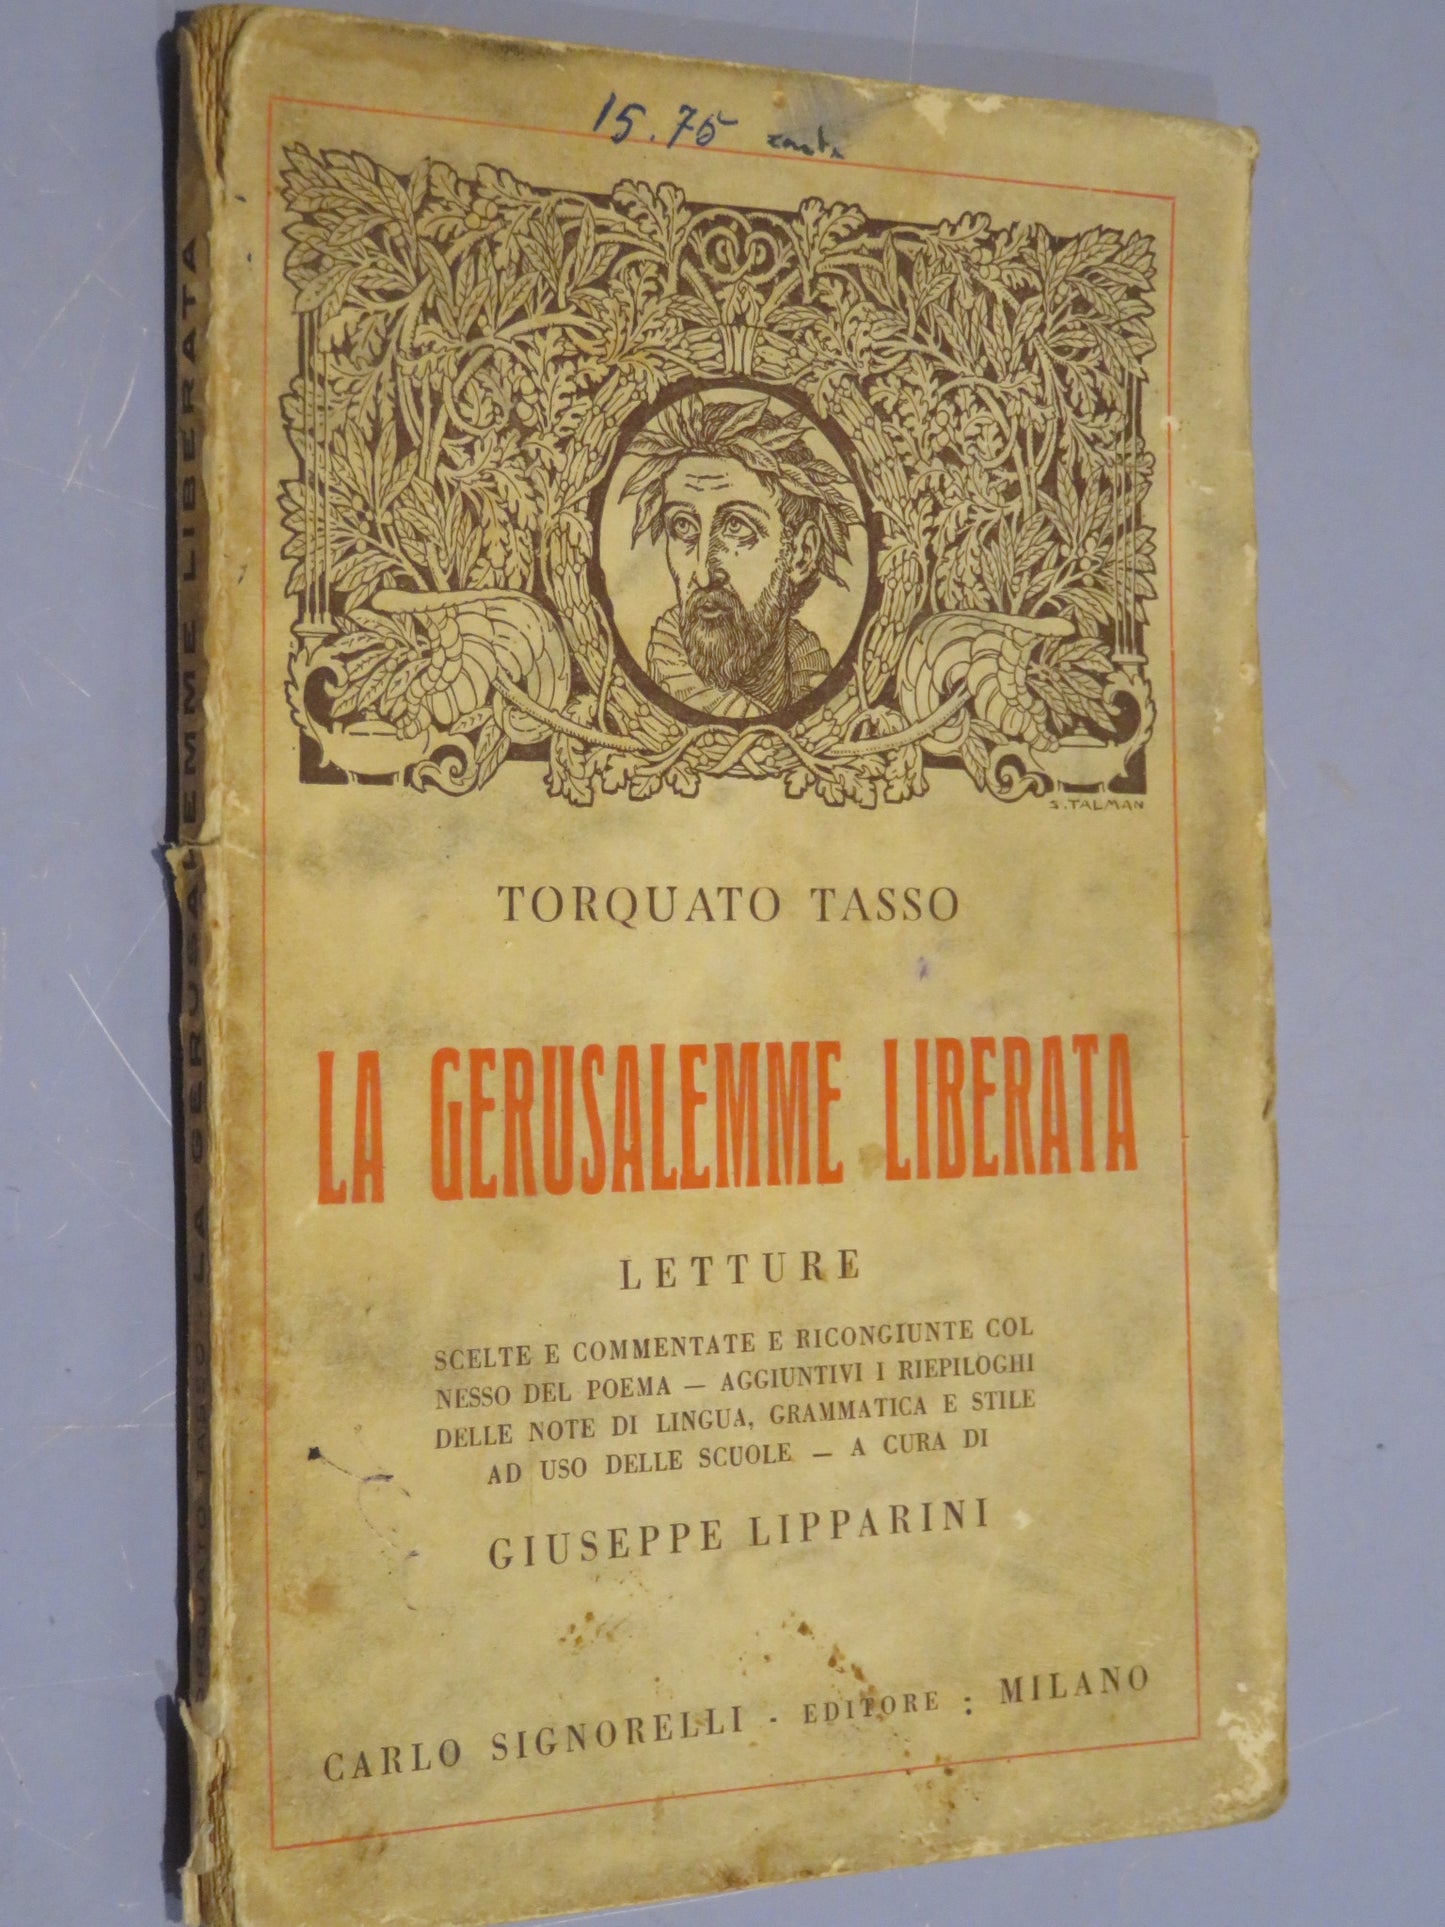 15.75
S. TALMAN
TORQUATO TASSO
LA GERUSALEMME LIBERATA
LETTURE
SCELTE E COMMENTATE E RICONGIUNTE COL
NESSO DEL POEMA — AGGIUNTIVI I RIEPILOGHI
DELLE NOTE DI LINGUA, GRAMMATICA E STILE
AD USO DELLE SCUOLE — A CURA DI
GIUSEPPE LIPPARINI
CARLO SIGNORELLI - EDITORE : MILANO
TORQUATO TASSO - LA GERUSALEMME LIBERATA